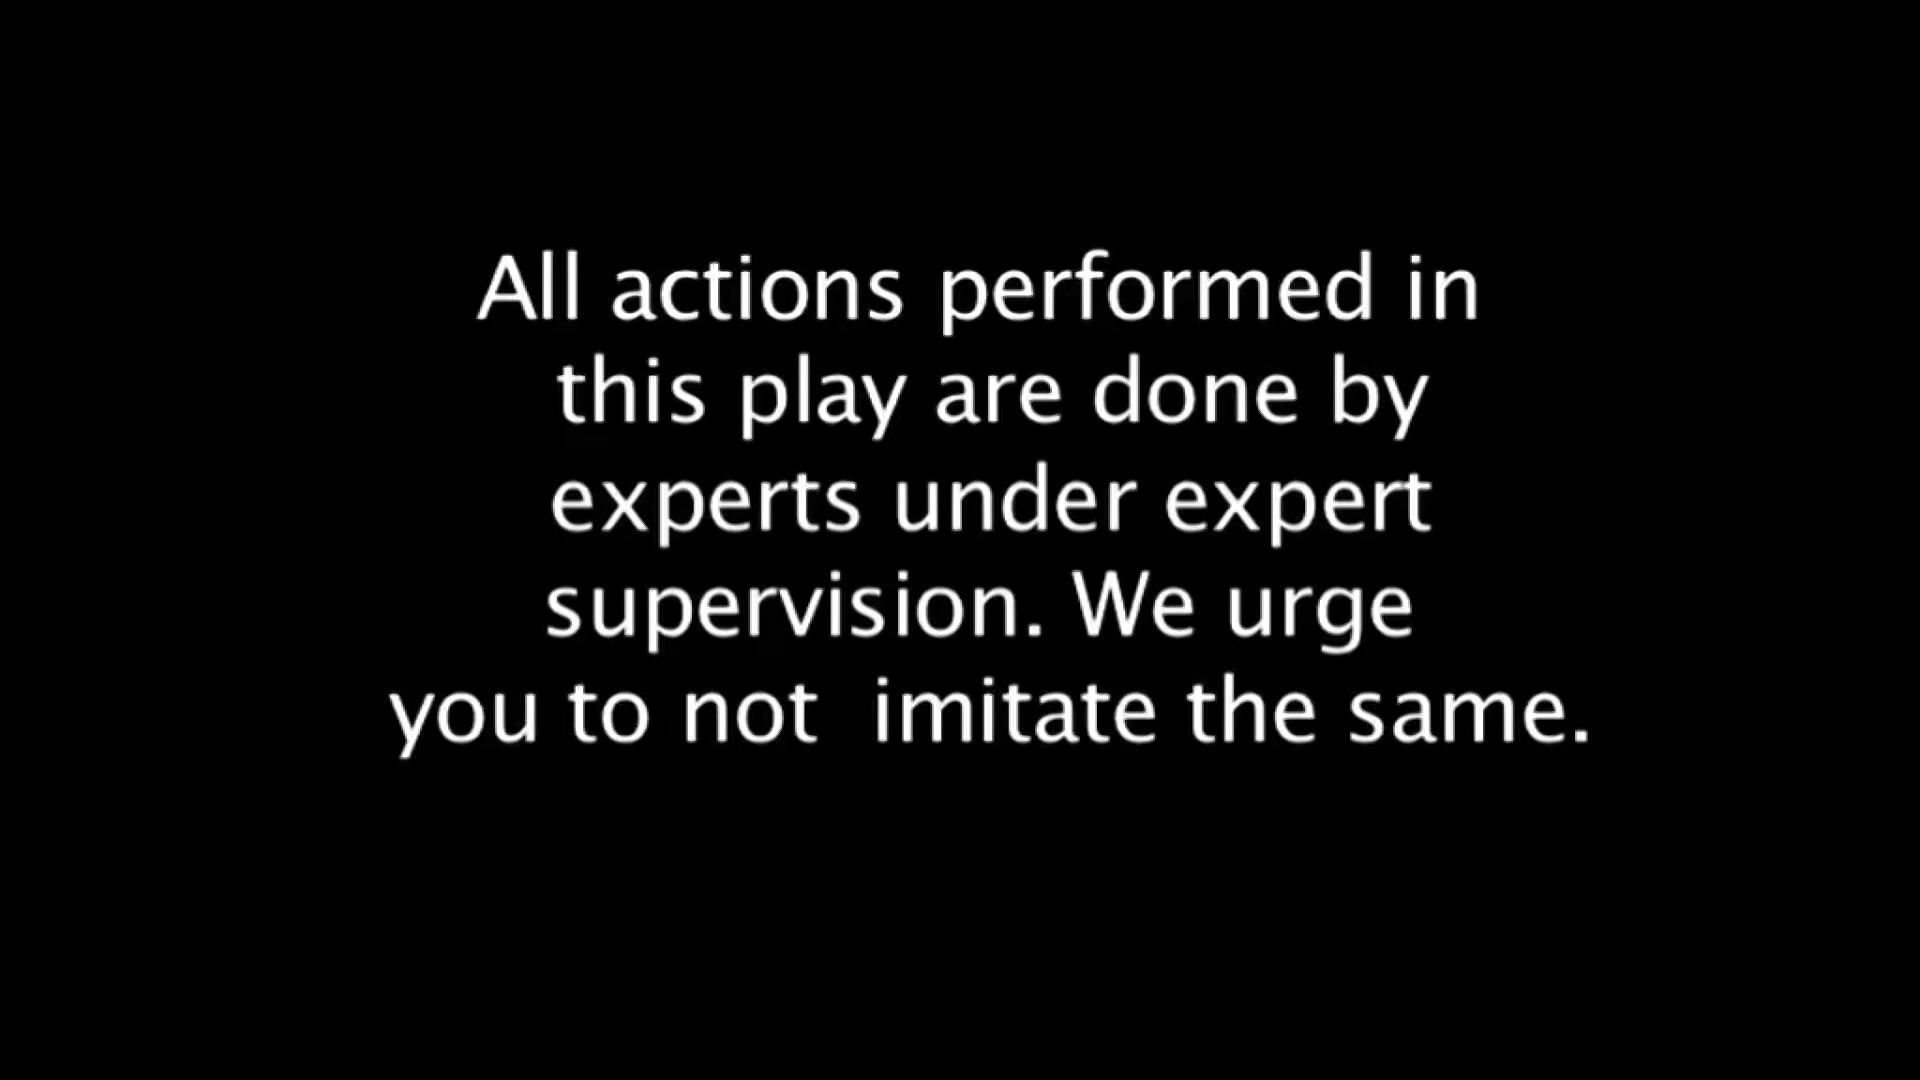 All actions performed in
this play are done by
experts under expert
supervision. We urge
you to not  imitate the same.